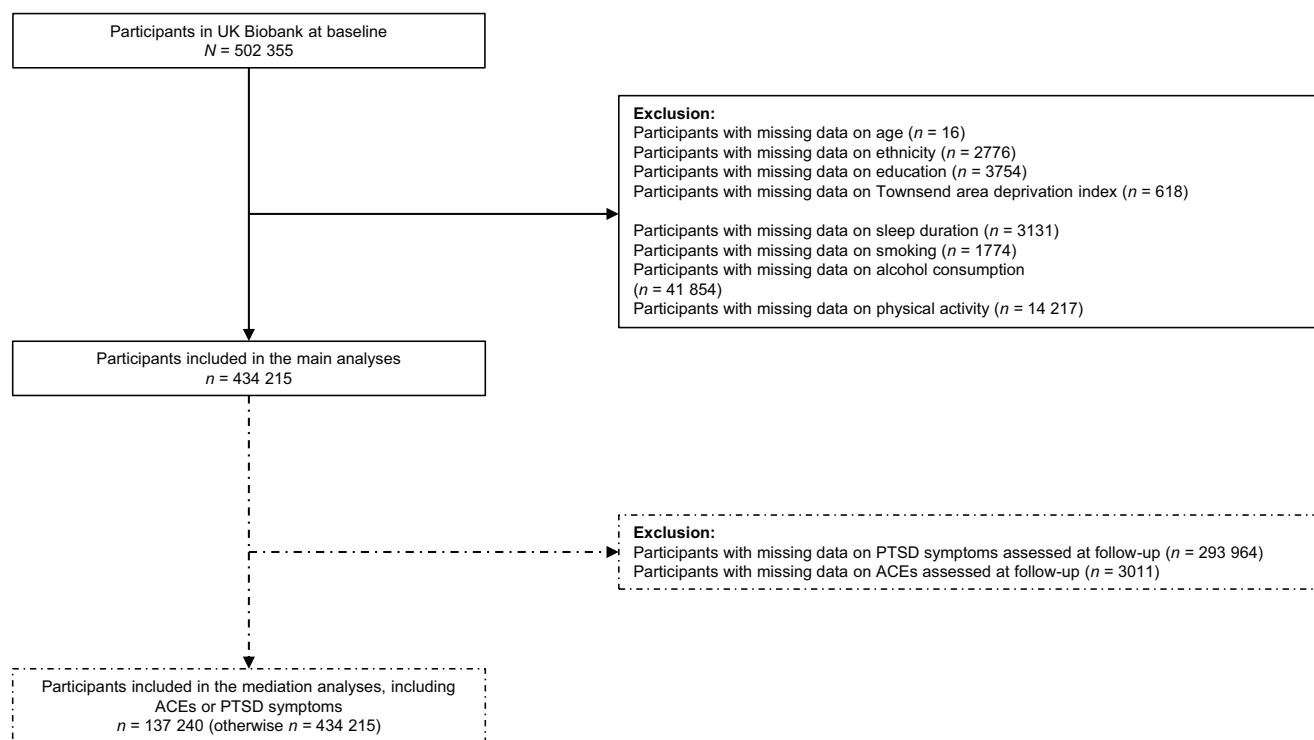 Participants in UK Biobank at baseline
N = 502 355
Exclusion:
Participants with missing data on age (n = 16)
Participants with missing data on ethnicity (n = 2776)
Participants with missing data on education (n = 3754)
Participants with missing data on Townsend area deprivation index (n = 618)
Participants with missing data on sleep duration (n = 3131)
Participants with missing data on smoking (n = 1774)
Participants with missing data on alcohol consumption
(n = 41 854)
Participants with missing data on physical activity (n = 14 217)
Participants included in the main analyses
n = 434 215
Exclusion:
Participants with missing data on PTSD symptoms assessed at follow-up (n = 293 964)
Participants with missing data on ACEs assessed at follow-up (n = 3011)
Participants included in the mediation analyses, including
ACEs or PTSD symptoms
n = 137 240 (otherwise n = 434 215)